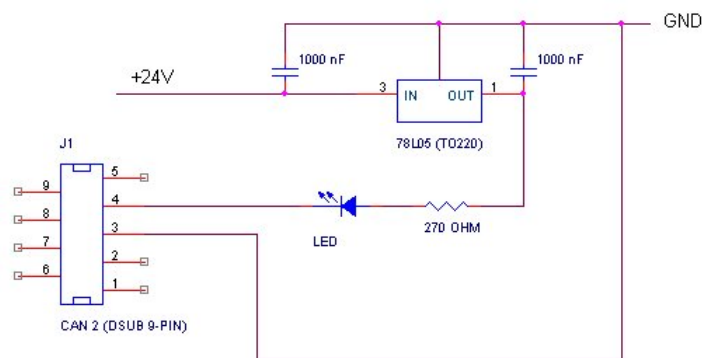 GND
1000 nF
1000 nF
+24V
3
IN
OUT
1
78L05 (TO220)
J1
5
9
4
8
3
7
2
6
1
LED
270 OHM
CAN 2 (DSUB 9-PIN)